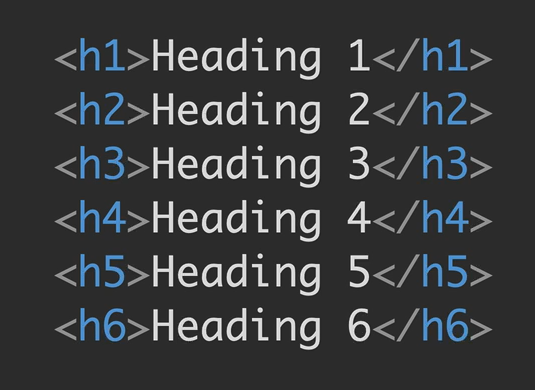 <h1>Heading 1</h1>
<h2>Heading 2</h2>
<h3>Heading 3</h3>
<h4>Heading 4</h4>
<h5>Heading 5</h5>
<h6>Heading 6</h6>